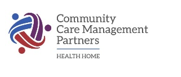 Community
Care Management
Partners
HEALTH HOME